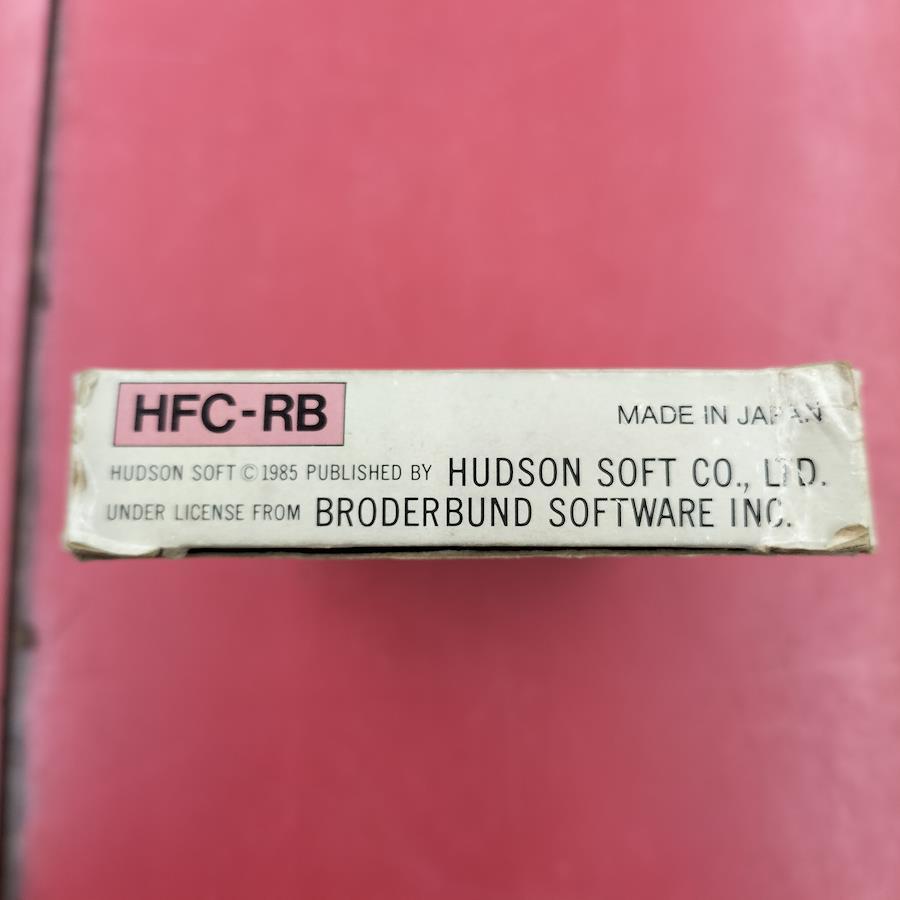 HFC-RB
MADE IN JAPAN
HUDSON SOFT © 1985 PUBLISHED BY HUDSON SOFT CO., LTD.
UNDER LICENSE FROM BRODERBUND SOFTWARE INC.